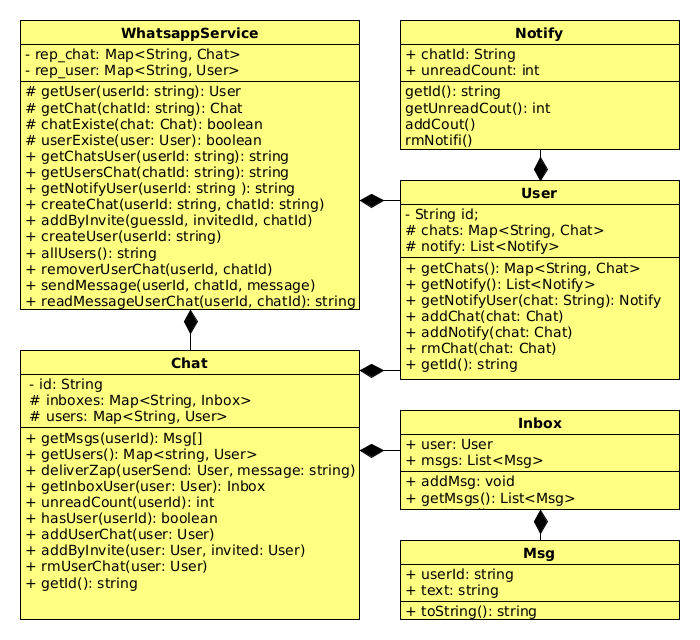 WhatsappService
- rep_chat: Map<String, Chat>
- rep_user: Map<String, User>
# getUser(userId: string): User
# getChat(chatId: string): Chat
# chatExiste(chat: Chat): boolean
# userExiste(user: User): boolean
+ getChatsUser(userId: string): string
+ getUsersChat(chatId: string): string
+ getNotifyUser(userId: string ): string
+ createChat(userId: string, chatId: string)
+ addByInvite(guessId, invitedId, chatId)
+ createUser(userId: string)
+ allUsers(): string
+ removerUserChat(userId, chatId)
+ sendMessage(userId, chatId, message)
+ readMessageUserChat(userId, chatId): string
Notify
+ chatId: String
+ unreadCount: int
getId(): string
getUnreadCout(): int
addCout()
rmNotifi()
User
- String id;
# chats: Map<String, Chat>
# notify: List<Notify>
+ getChats(): Map<String, Chat>
+ getNotify(): List<Notify>
+ getNotifyUser(chat: String): Notify
+ addChat(chat: Chat)
+ addNotify(chat: Chat)
+ rmChat(chat: Chat)
+ getId(): string
Chat
- id: String
# inboxes: Map<String, Inbox>
# users: Map<String, User>
+ getMsgs(userId): Msg[]
+ getUsers(): Map<string, User>
+ deliverZap(userSend: User, message: string)
+ getInboxUser(user: User): Inbox
+ unreadCount(userId): int
+ hasUser(userId): boolean
+ addUserChat(user: User)
+ addByInvite(user: User, invited: User)
+ rmUserChat(user: User)
+ getId(): string
Inbox
+ user: User
+ msgs: List<Msg>
+ addMsg: void
+ getMsgs(): List<Msg>
Msg
+ userId: string
+ text: string
+ toString(): string